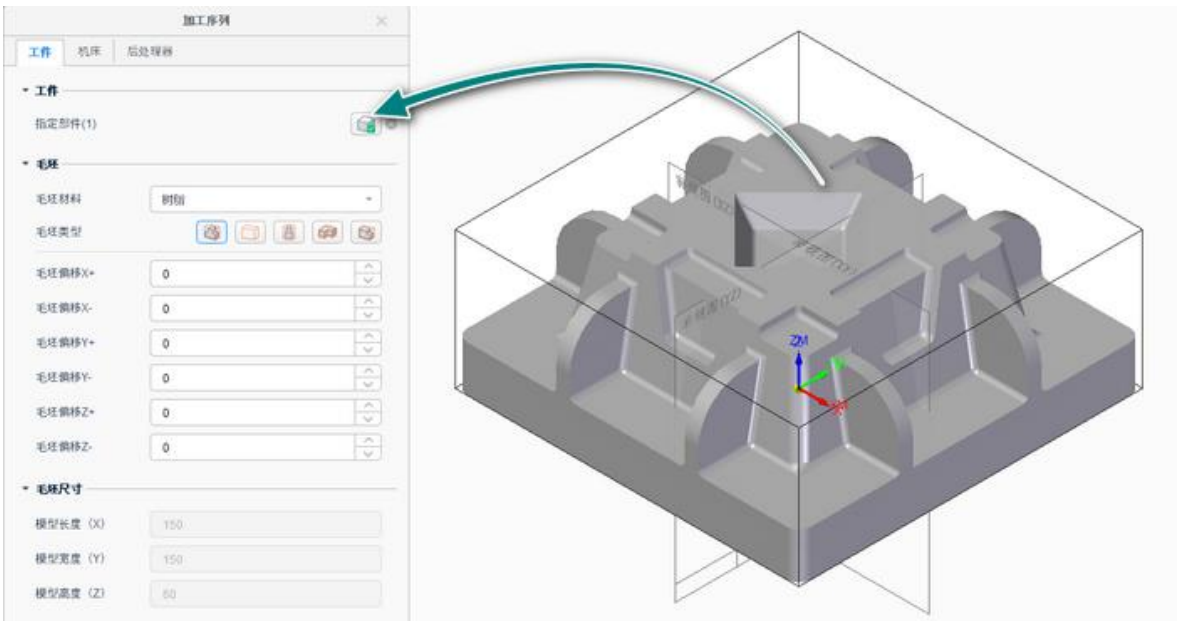 加工序列
工件 机床 后处理器
工件
指定部件(1)
毛坯
毛坯材料 树脂
毛坯类型
毛坯偏移X+ 0
毛坯偏移X- 0
毛坯偏移Y+ 0
毛坯偏移Y- 0
毛坯偏移Z+ 0
毛坯偏移Z- 0
毛坯尺寸
模型长度（X） 150
模型宽度（Y） 150
模型高度（Z） 60